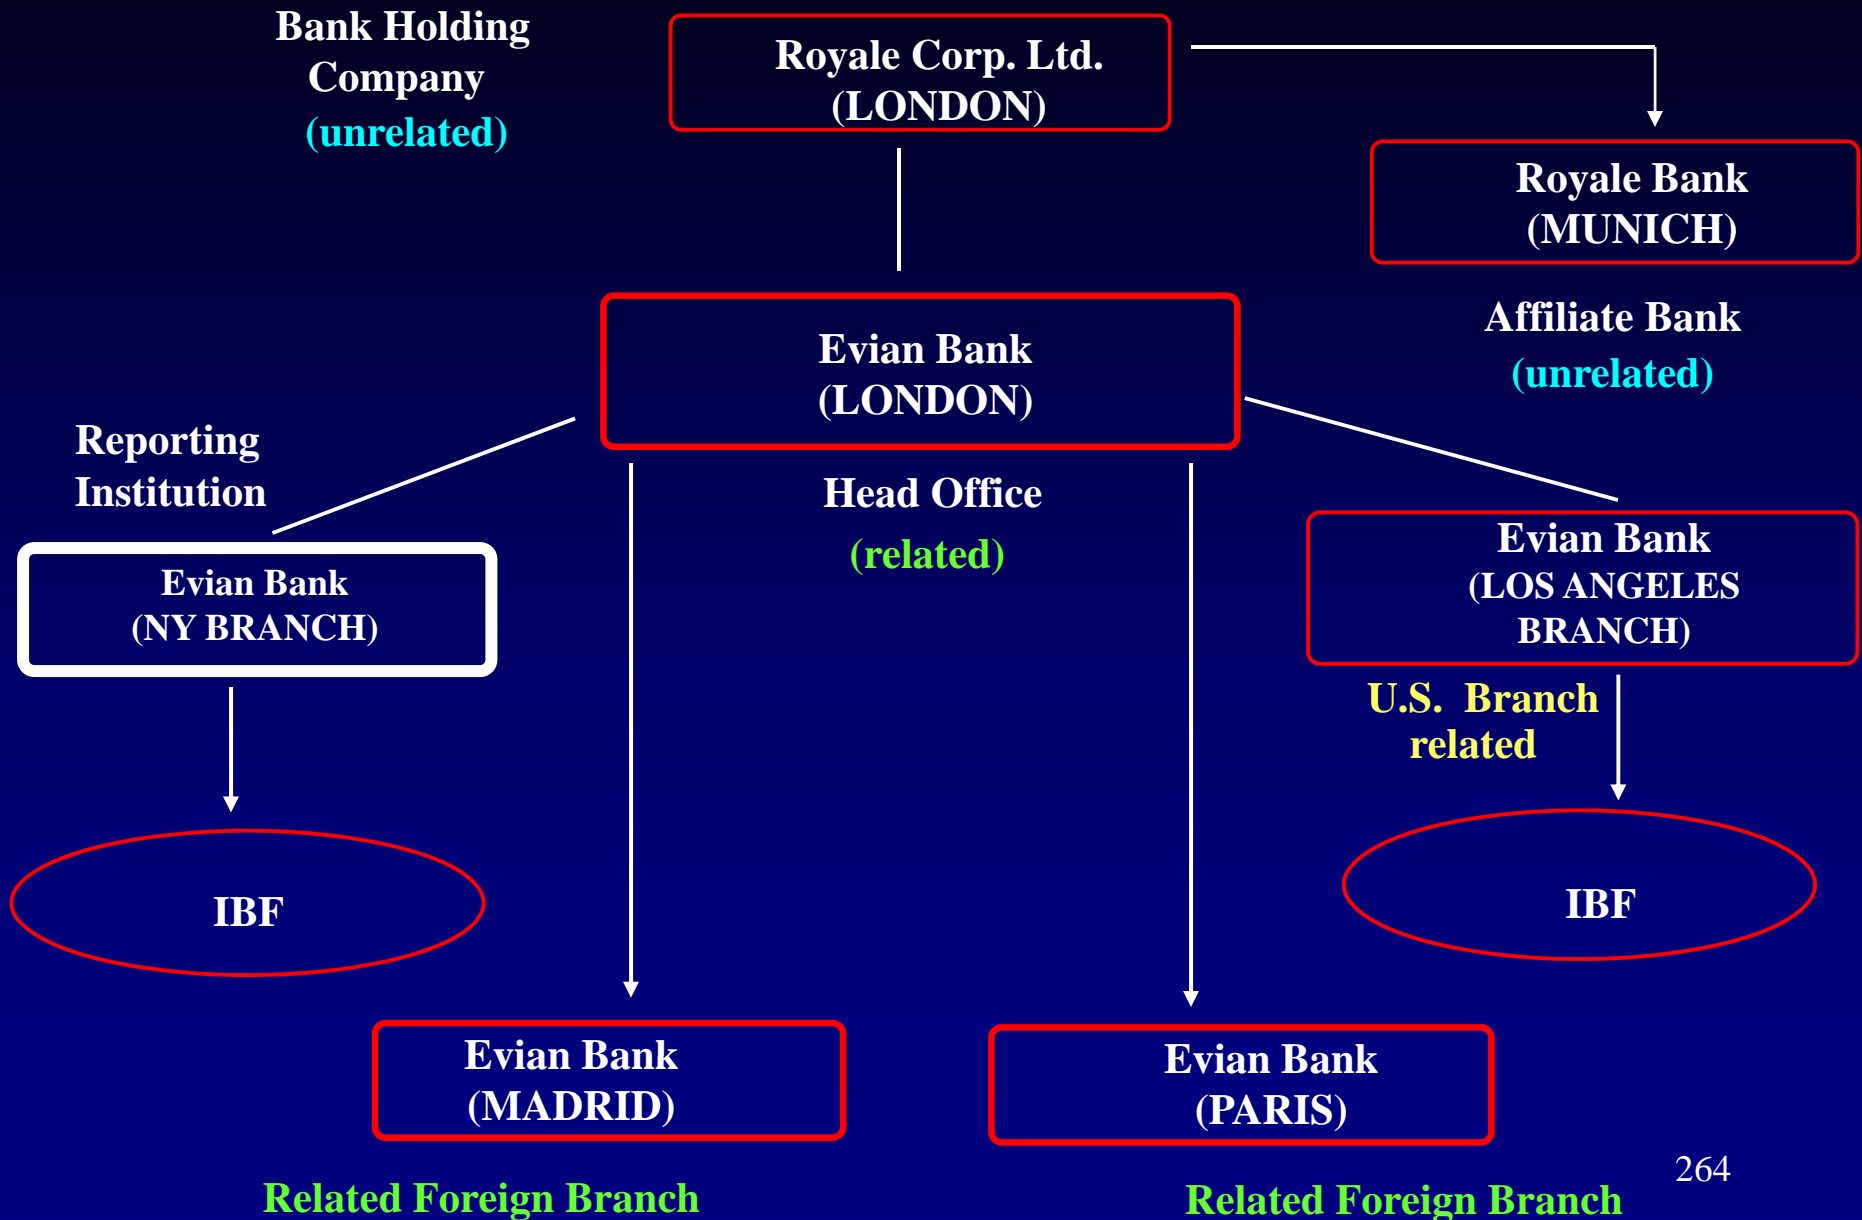 Bank Holding
Company
(unrelated)
Royale Corp. Ltd.
(LONDON)
Royale Bank
(MUNICH)
Affiliate Bank
(unrelated)
Evian Bank
(LONDON)
Head Office
(related)
Reporting
Institution
Evian Bank
(NY BRANCH)
Evian Bank
(LOS ANGELES
BRANCH)
U.S. Branch
related
IBF
IBF
Evian Bank
(MADRID)
Related Foreign Branch
Evian Bank
(PARIS)
Related Foreign Branch
264